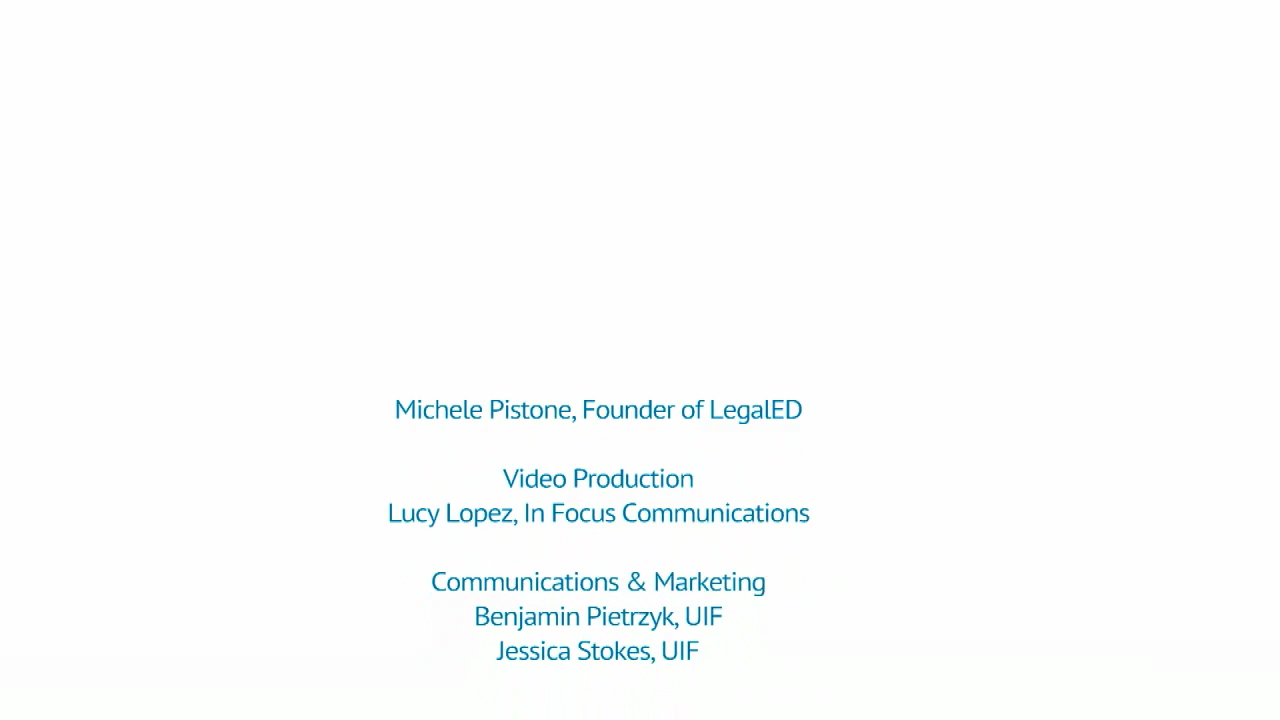 Michele Pistone, Founder of LegalED
Video Production
Lucy Lopez, In Focus Communications
Communications & Marketing
Benjamin Pietrzyk, UIF
Jessica Stokes, UIF